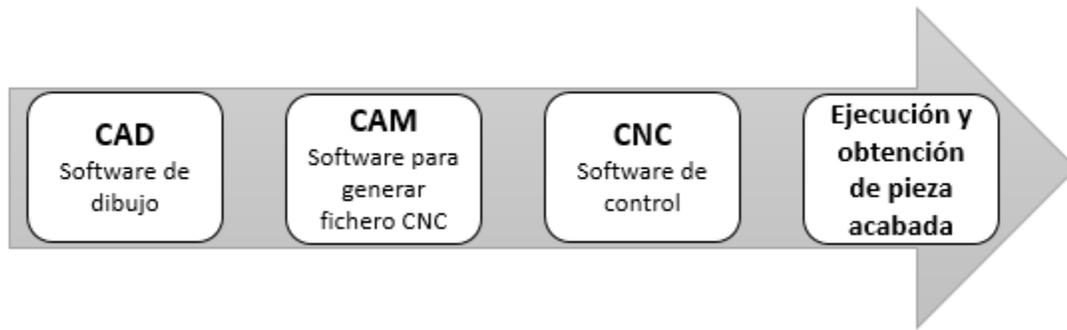 CAD
Software de
dibujo
CAM
Software para
generar
fichero CNC
CNC
Software de
control
Ejecución y
obtención
de pieza
acabada